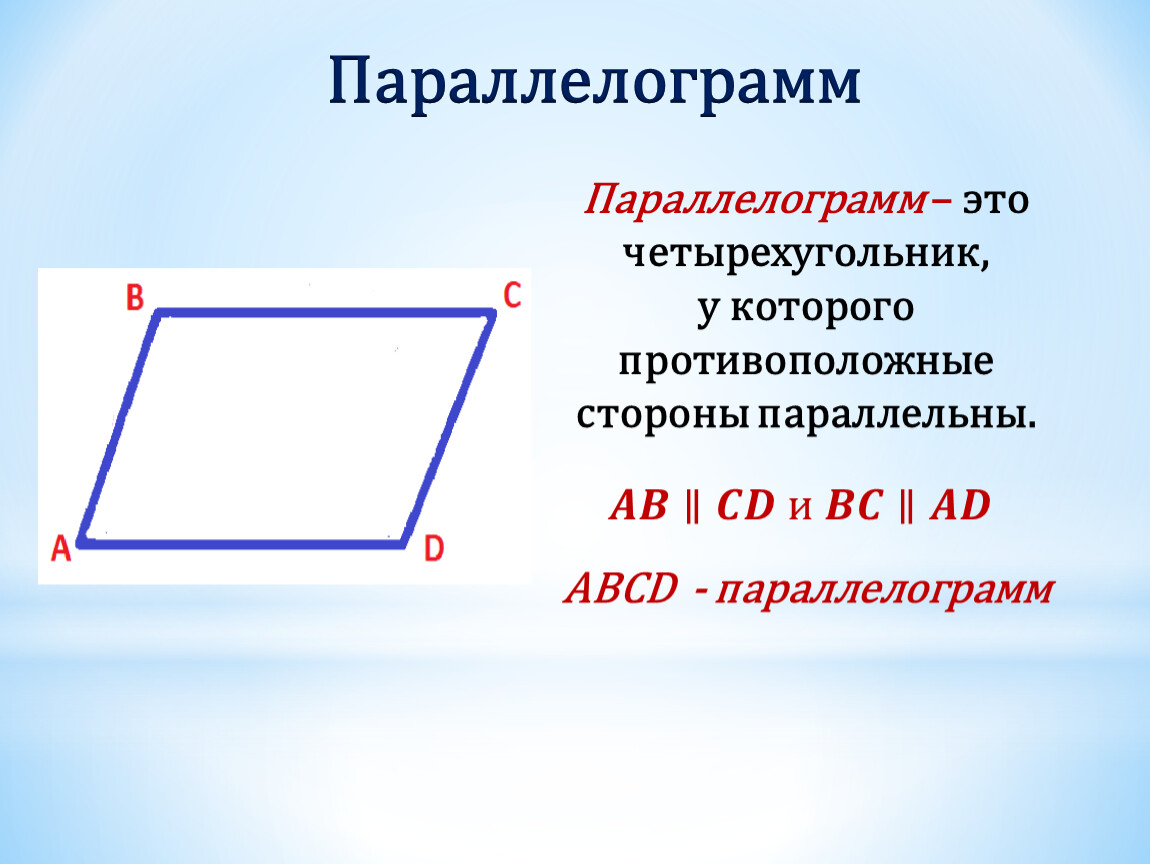 Параллелограмм
Параллелограмм – это
четырехугольник,
у которого
противоположные
стороны параллельны.
B
C
A
D
AB ∥ CD и BC ∥ AD
ABCD - параллелограмм